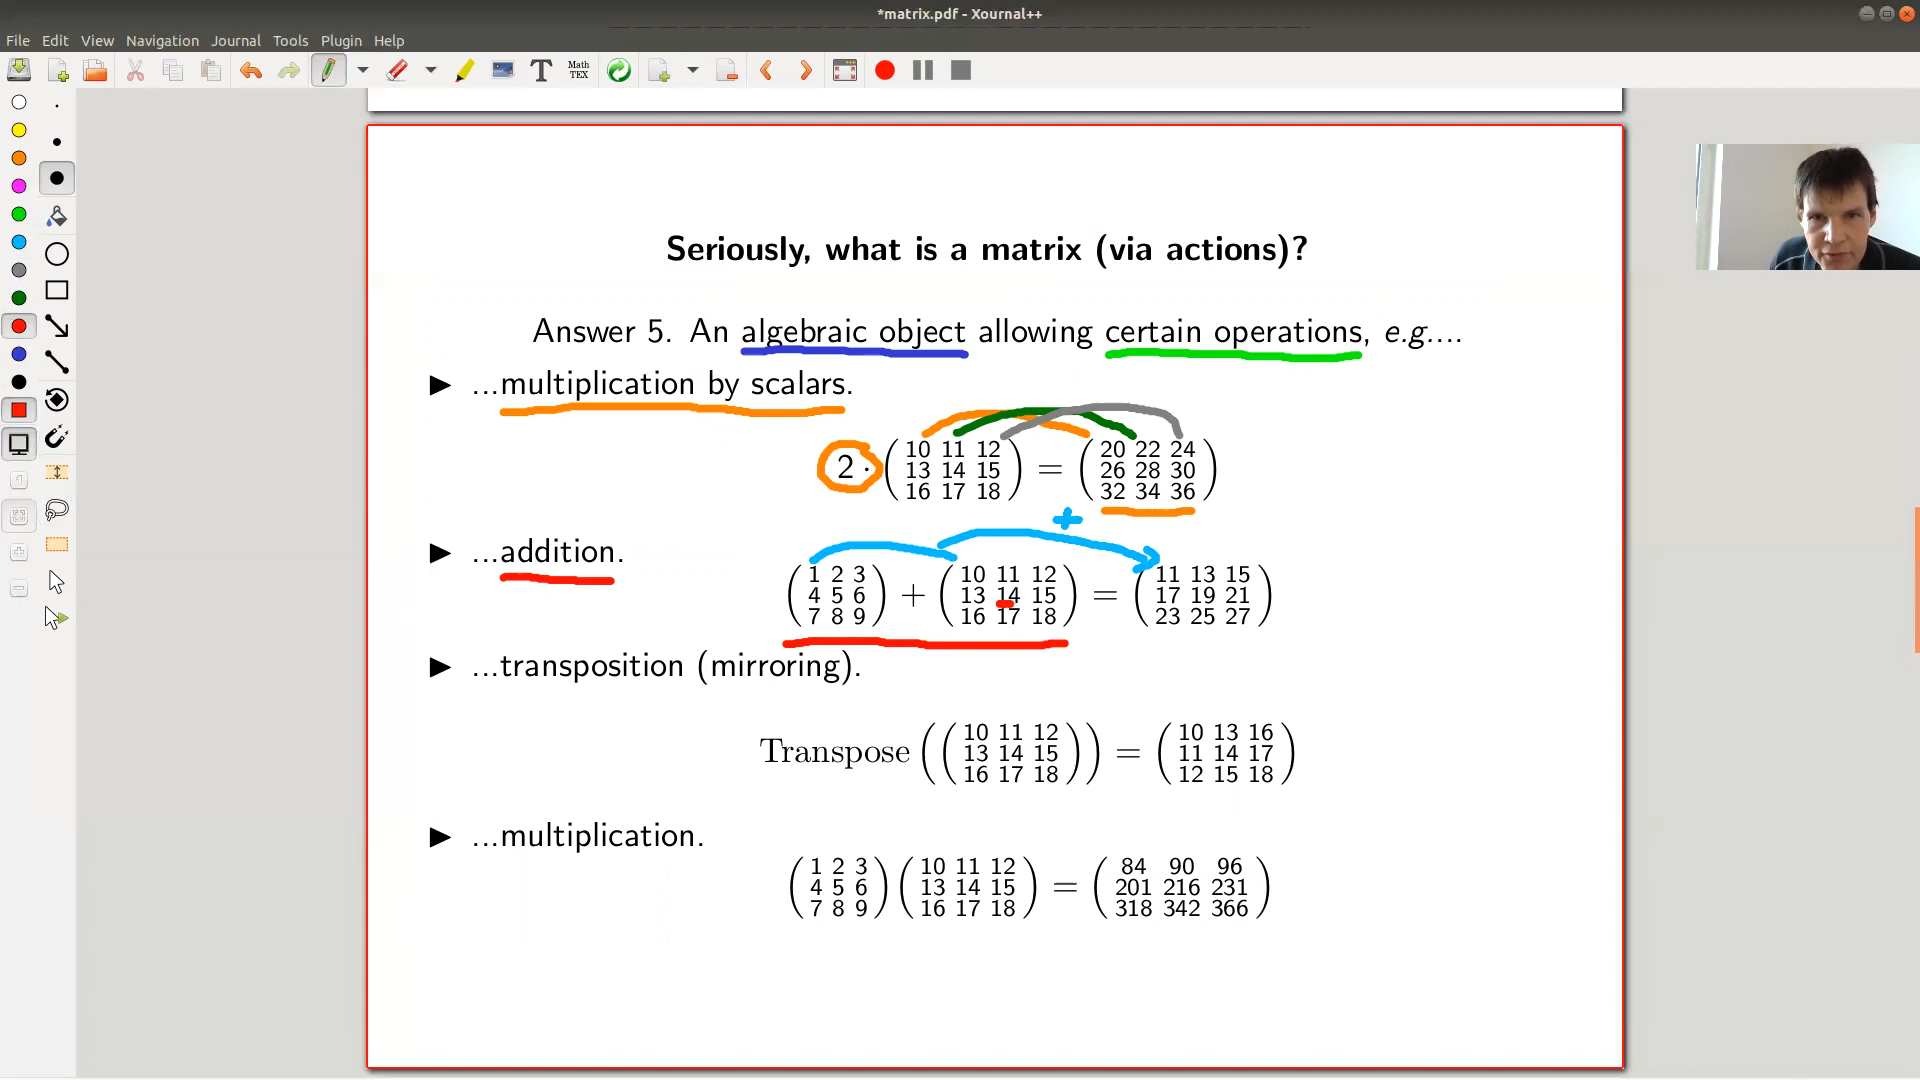 *matrix.pdf - Xournal++
File Edit View Navigation Journal Tools Plugin Help
T Math TEX
Seriously, what is a matrix (via actions)?
Answer 5. An algebraic object allowing certain operations, e.g....
▶ ...multiplication by scalars.
2 · ( 10 11 12 ) = ( 20 22 24 )
13 14 15 26 28 30
16 17 18 32 34 36
+
▶ ...addition.
( 1 2 3 ) + ( 10 11 12 ) = ( 11 13 15 )
4 5 6 13 14 15 17 19 21
7 8 9 16 17 18 23 25 27
▶ ...transposition (mirroring).
Transpose ( ( 10 11 12 ) ) = ( 10 13 16 )
13 14 15 11 14 17
16 17 18 12 15 18
▶ ...multiplication.
( 1 2 3 ) ( 10 11 12 ) = ( 84 90 96 )
4 5 6 13 14 15 201 216 231
7 8 9 16 17 18 318 342 366